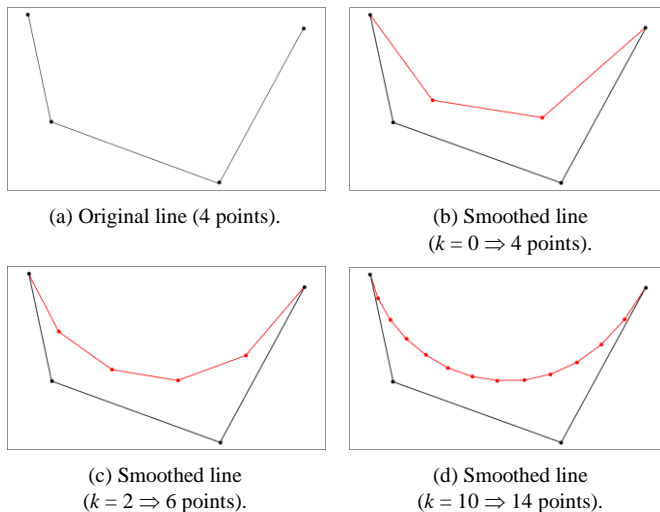 (a) Original line (4 points).
(b) Smoothed line
(k = 0 ⇒ 4 points).
(c) Smoothed line
(k = 2 ⇒ 6 points).
(d) Smoothed line
(k = 10 ⇒ 14 points).